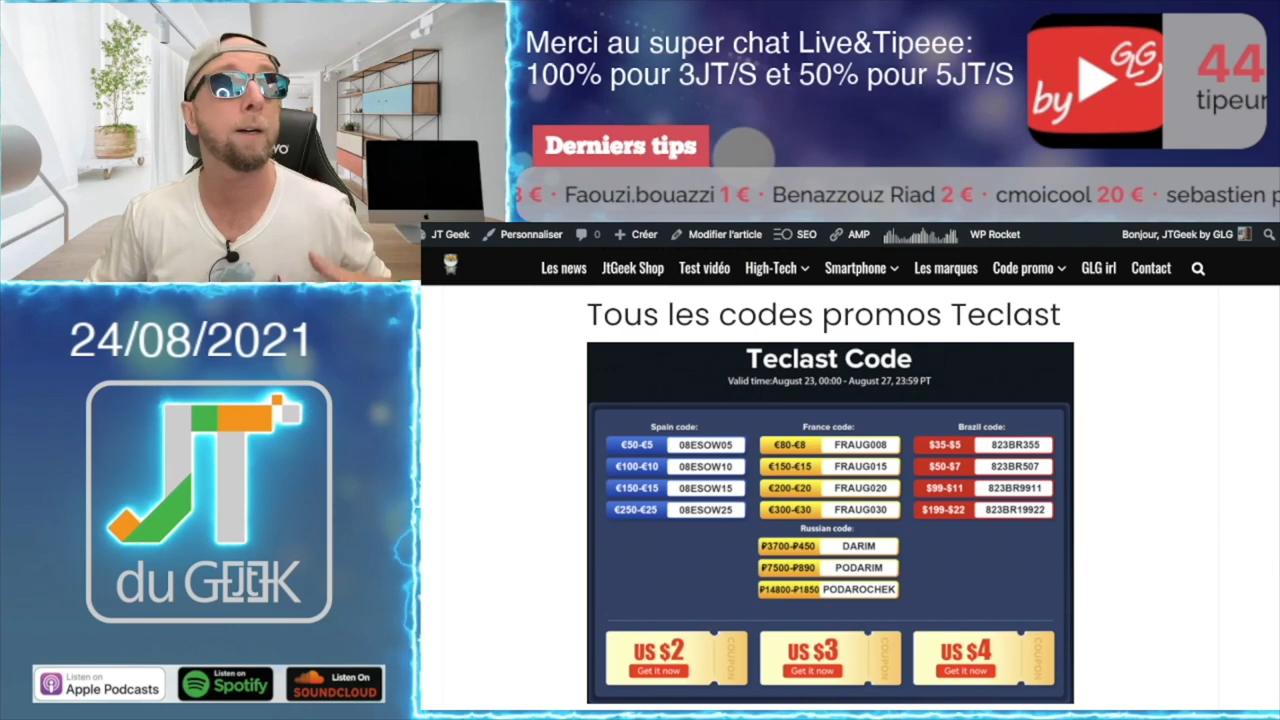 Merci au super chat Live&Tipeee:
100% pour 3JT/S et 50% pour 5JT/S
by GLG
44
tipeur
Derniers tips
3 € · Faouzi.bouazzi 1 € · Benazzouz Riad 2 € · cmoicool 20 € · sebastien p
JT Geek Personnaliser 0 Créer Modifier l'article SEO AMP WP Rocket Bonjour, JTGeek by GLG
Les news JtGeek Shop Test vidéo High-Tech Smartphone Les marques Code promo GLG irl Contact
24/08/2021
JT
du GEEK
Listen on
Apple Podcasts
Listen on
Spotify
Listen On
SOUNDCLOUD
Tous les codes promos Teclast
Teclast Code
Valid time:August 23, 00:00 - August 27, 23:59 PT
Spain code:
€50-€5 08ESOW05
€100-€10 08ESOW10
€150-€15 08ESOW15
€250-€25 08ESOW25
France code:
€80-€8 FRAUG008
€150-€15 FRAUG015
€200-€20 FRAUG020
€300-€30 FRAUG030
Brazil code:
$35-$5 823BR355
$50-$7 823BR507
$99-$11 823BR9911
$199-$22 823BR19922
Russian code:
₽3700-₽450 DARIM
₽7500-₽890 PODARIM
₽14800-₽1850 PODAROCHEK
US $2
Get it now
COUPON
US $3
Get it now
COUPON
US $4
Get it now
COUPON